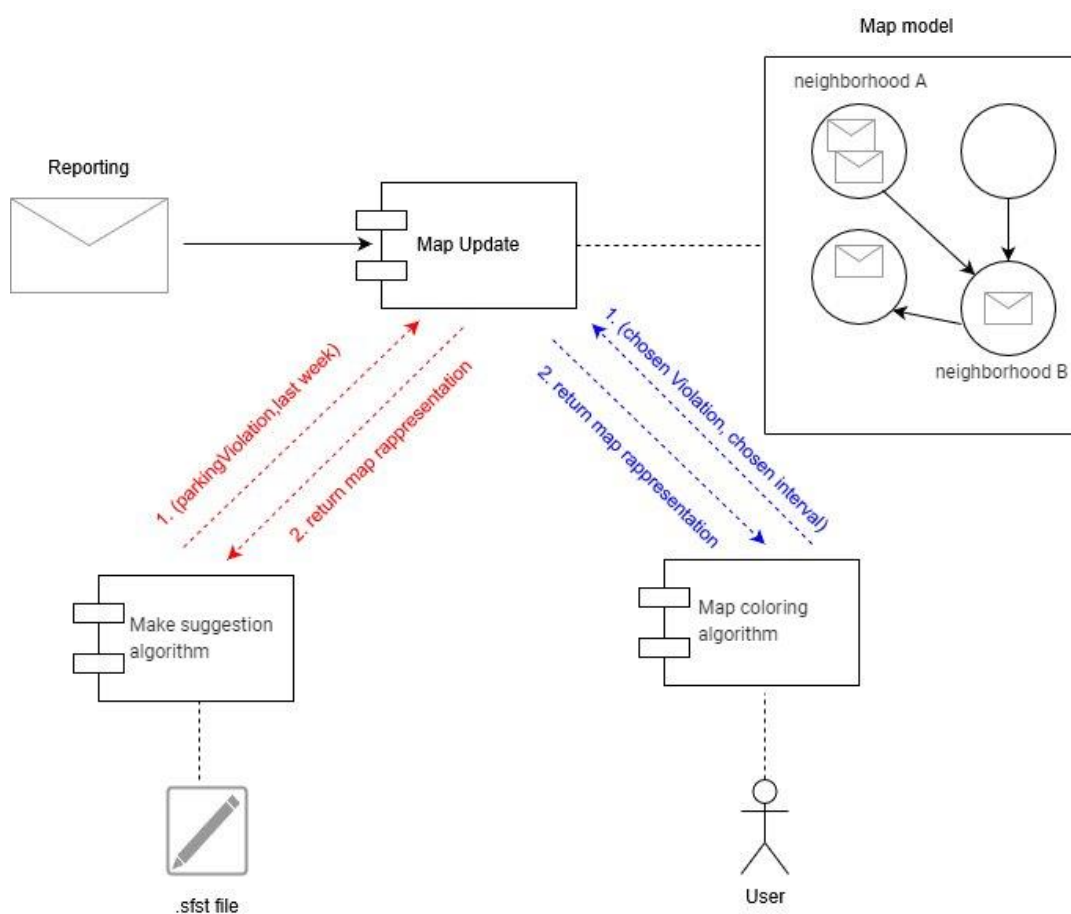 Map model
neighborhood A
Reporting
Map Update
neighborhood B
1. (parkingViolation,last week)
2. return map rappresentation
1. (chosen Violation, chosen interval)
2. return map rappresentation
Make suggestion
algorithm
Map coloring
algorithm
.sfst file
User